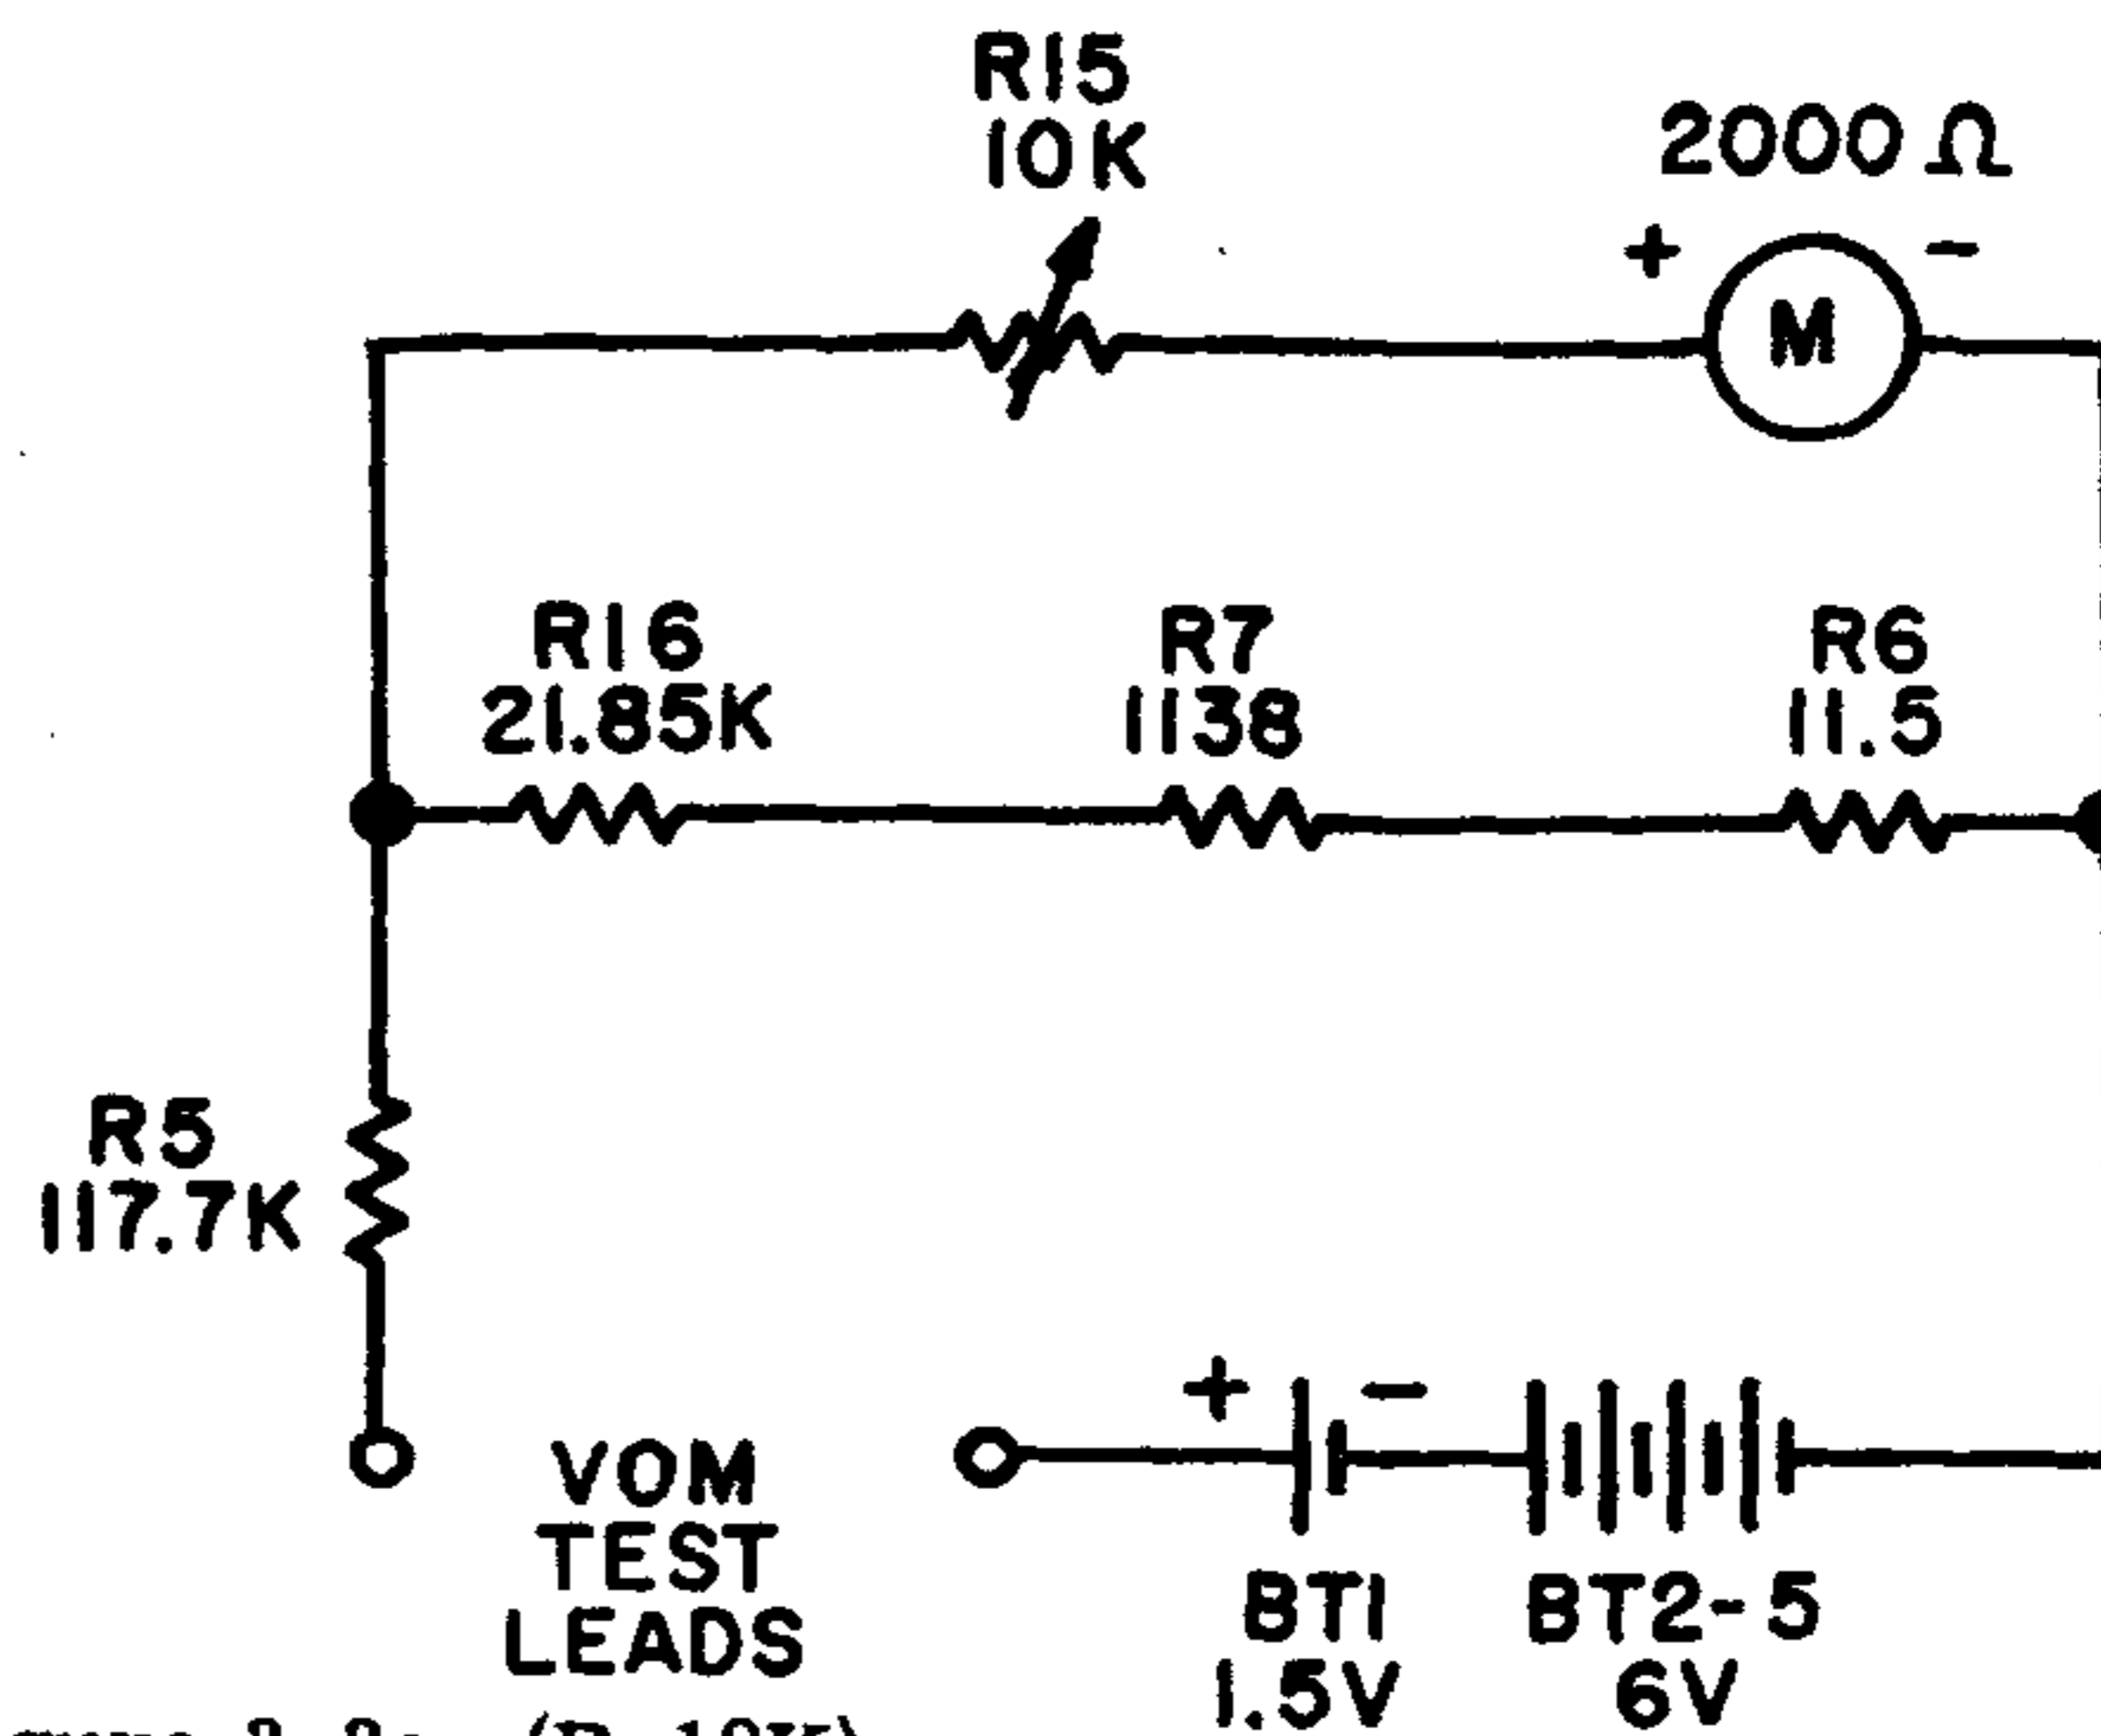 R15
10K
2000 Ω
+ −
M
R16
21.85K
R7
1138
R6
11.5
R5
117.7K
VOM
TEST
LEADS
+ −
BT1
1.5V
BT2-5
6V